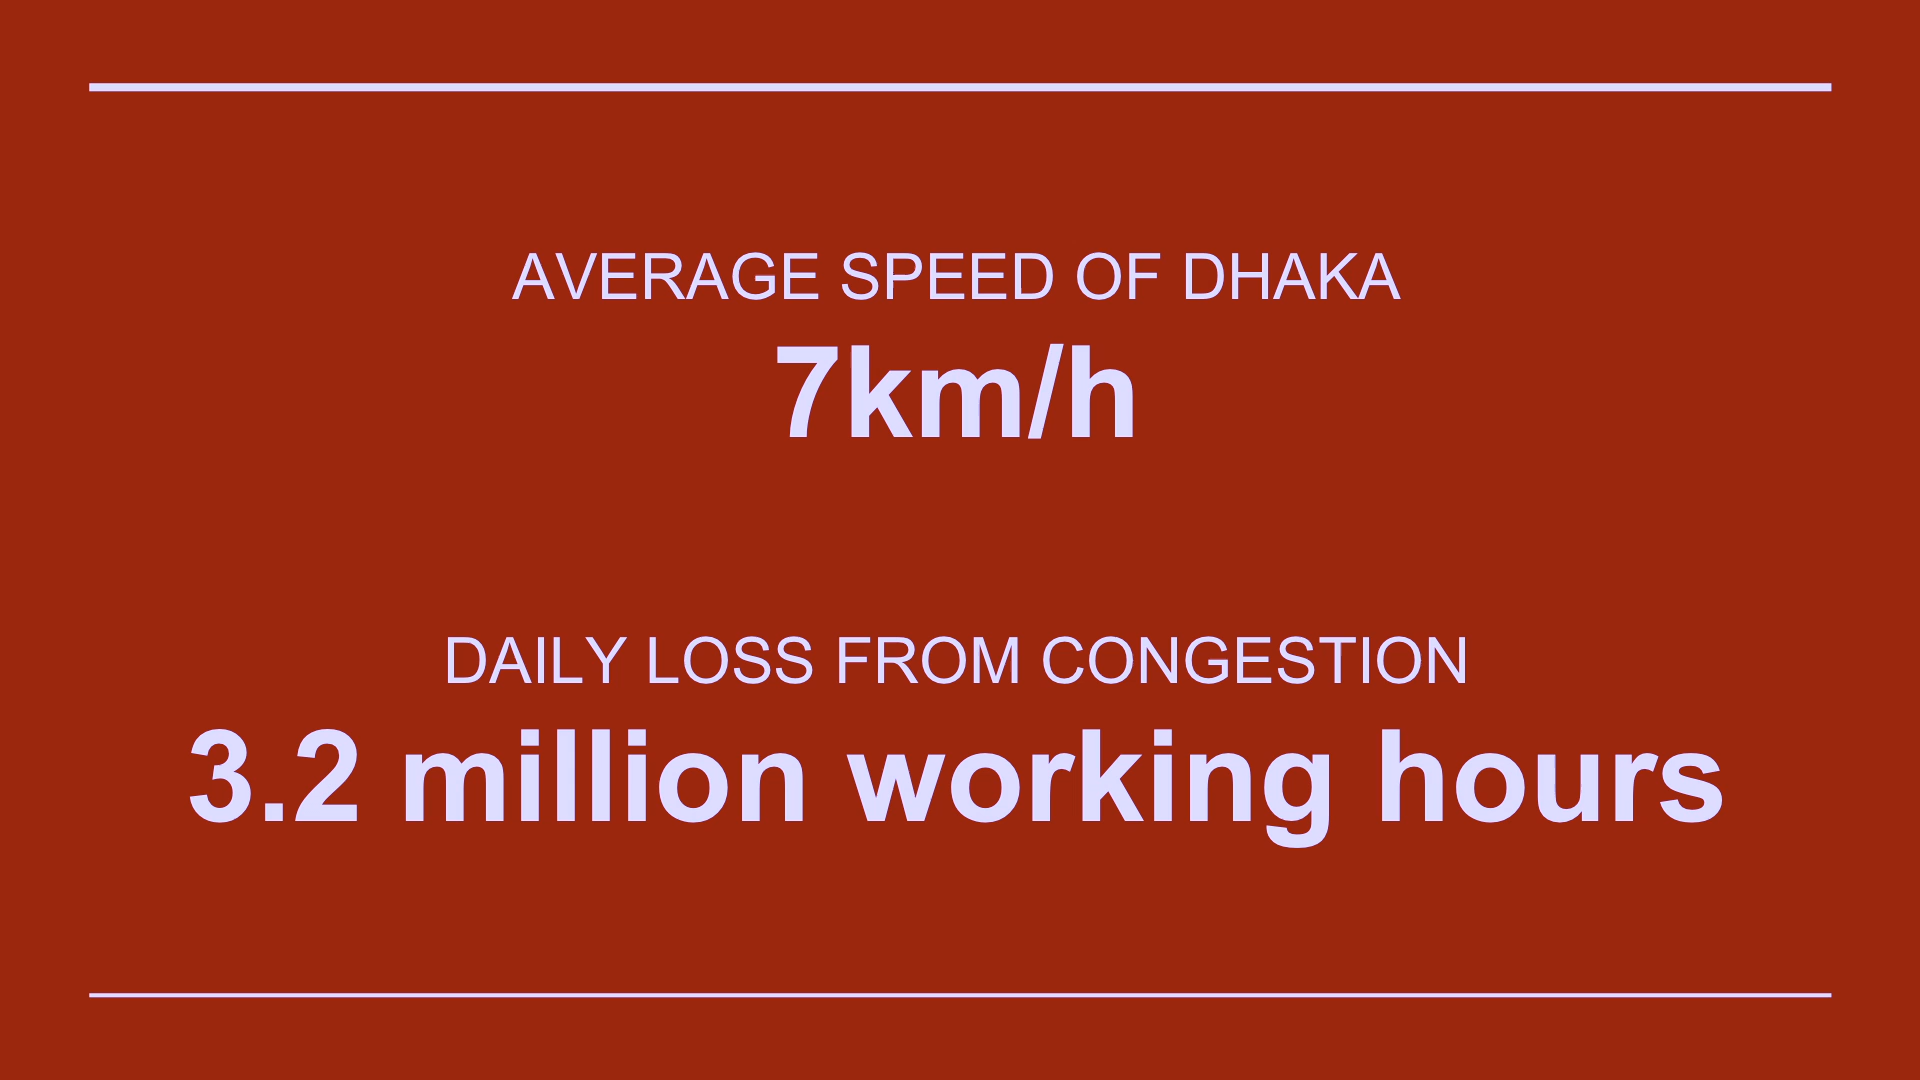 AVERAGE SPEED OF DHAKA
7km/h
DAILY LOSS FROM CONGESTION
3.2 million working hours